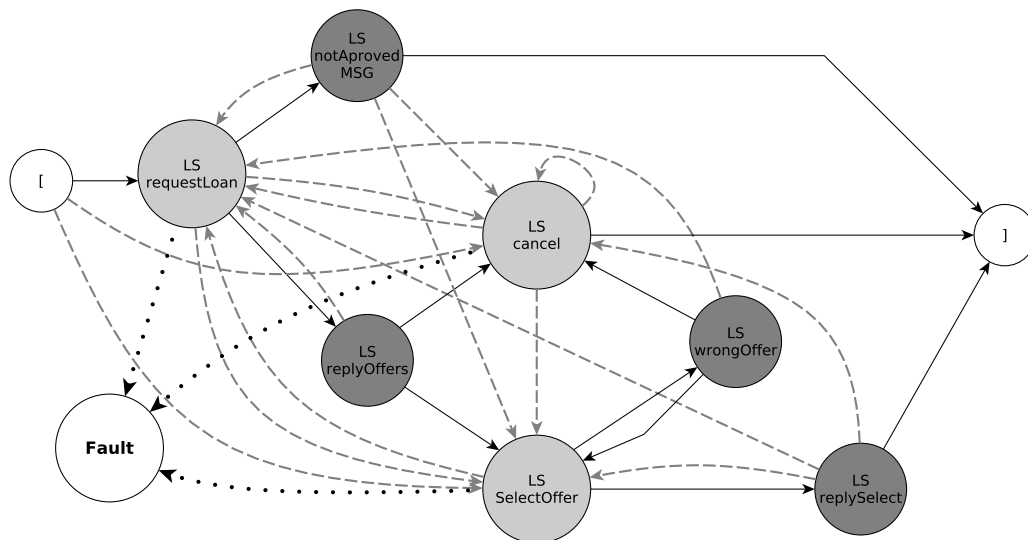 LS
notAproved
MSG
LS
requestLoan
[
LS
cancel
]
LS
replyOffers
LS
wrongOffer
Fault
LS
SelectOffer
LS
replySelect